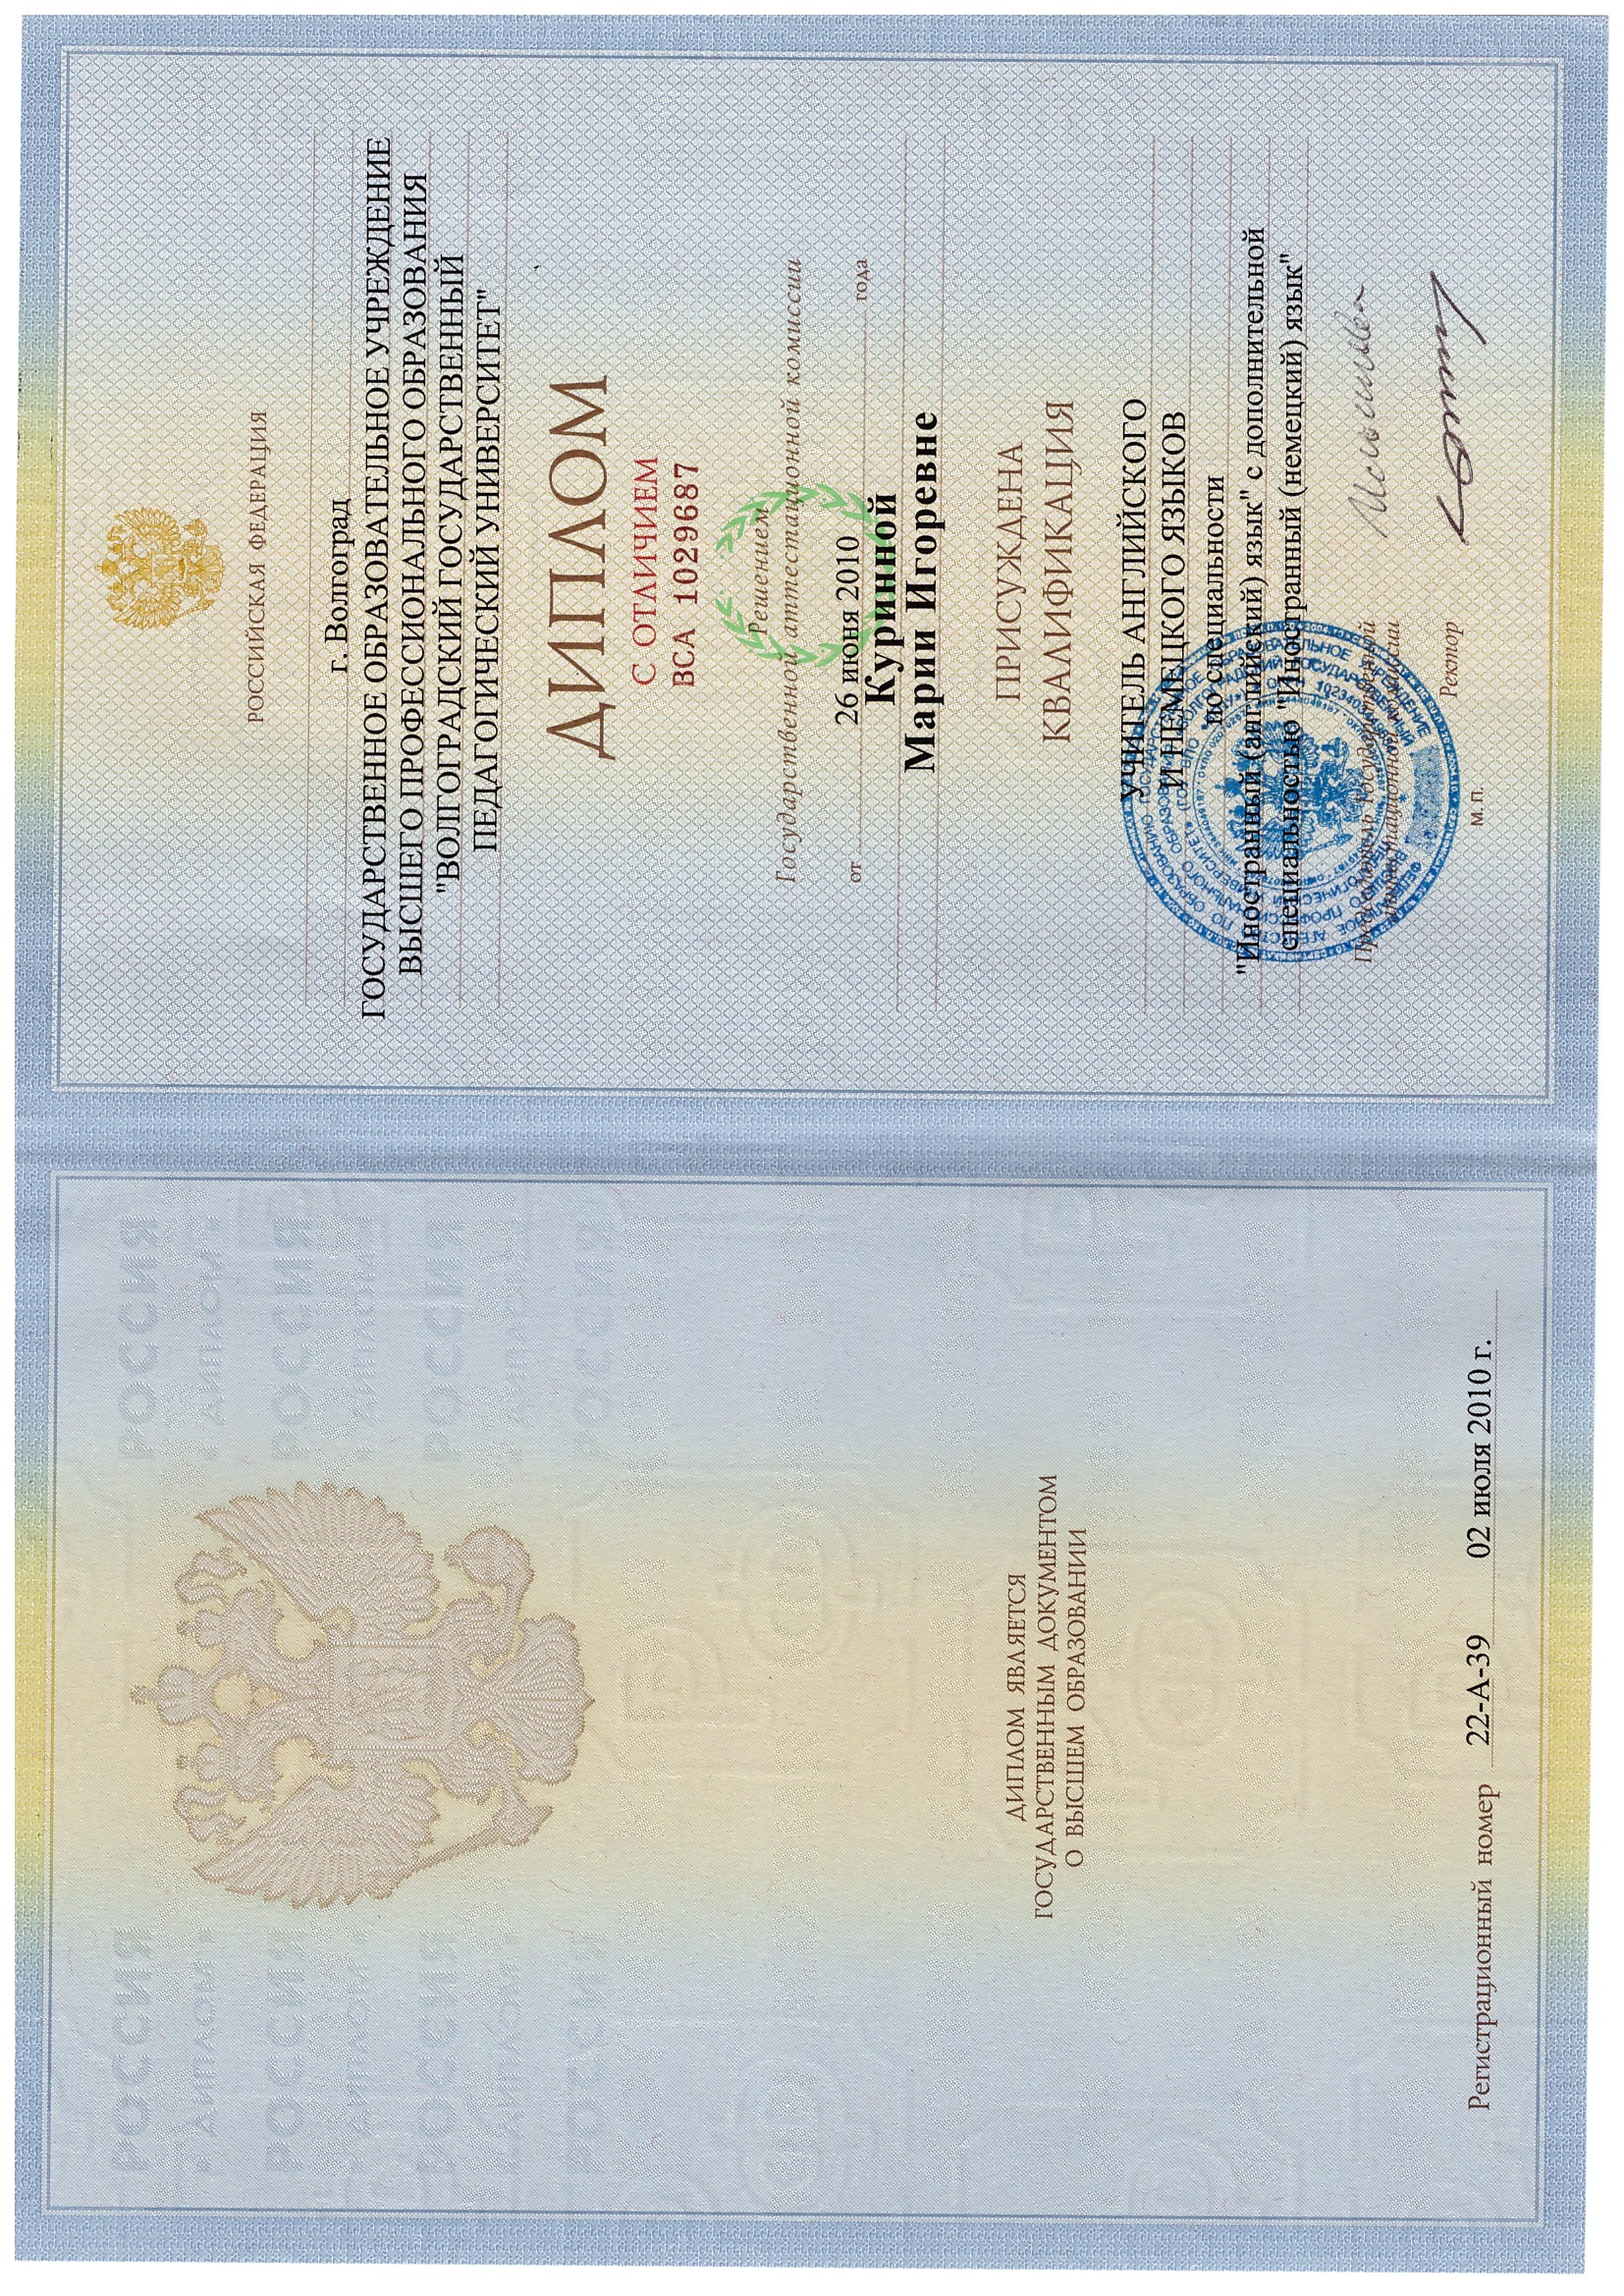 РОССИЯ
РОССИЯ
• ДИПЛОМ •
• ДИПЛОМ •
РОССИЯ
РОССИЯ
• ДИПЛОМ •
• ДИПЛОМ •
РОССИЯ
РОССИЯ
• ДИПЛОМ •
• ДИПЛОМ •
РОССИЯ
РОССИЯ
ДИПЛОМ ЯВЛЯЕТСЯ
ГОСУДАРСТВЕННЫМ ДОКУМЕНТОМ
О ВЫСШЕМ ОБРАЗОВАНИИ
Регистрационный номер 22-А-39 02 июля 2010 г.
РОССИЙСКАЯ ФЕДЕРАЦИЯ
г. Волгоград
ГОСУДАРСТВЕННОЕ ОБРАЗОВАТЕЛЬНОЕ УЧРЕЖДЕНИЕ
ВЫСШЕГО ПРОФЕССИОНАЛЬНОГО ОБРАЗОВАНИЯ
"ВОЛГОГРАДСКИЙ ГОСУДАРСТВЕННЫЙ
ПЕДАГОГИЧЕСКИЙ УНИВЕРСИТЕТ"
ДИПЛОМ
С ОТЛИЧИЕМ
ВСА 1029687
Решением
Государственной аттестационной комиссии
от 26 июня 2010 года
Куринной
Марии Игоревне
ПРИСУЖДЕНА
КВАЛИФИКАЦИЯ
УЧИТЕЛЬ АНГЛИЙСКОГО
И НЕМЕЦКОГО ЯЗЫКОВ
по специальности
"Иностранный (английский) язык" с дополнительной
специальностью "Иностранный (немецкий) язык"
Председатель Государственной
аттестационной комиссии
Ректор
М. П.